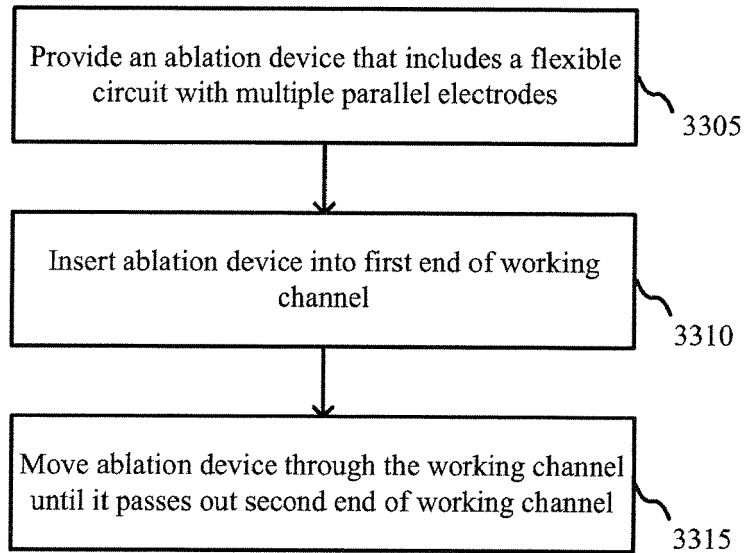 Provide an ablation device that includes a flexible
circuit with multiple parallel electrodes
3305
Insert ablation device into first end of working
channel
3310
Move ablation device through the working channel
until it passes out second end of working channel
3315